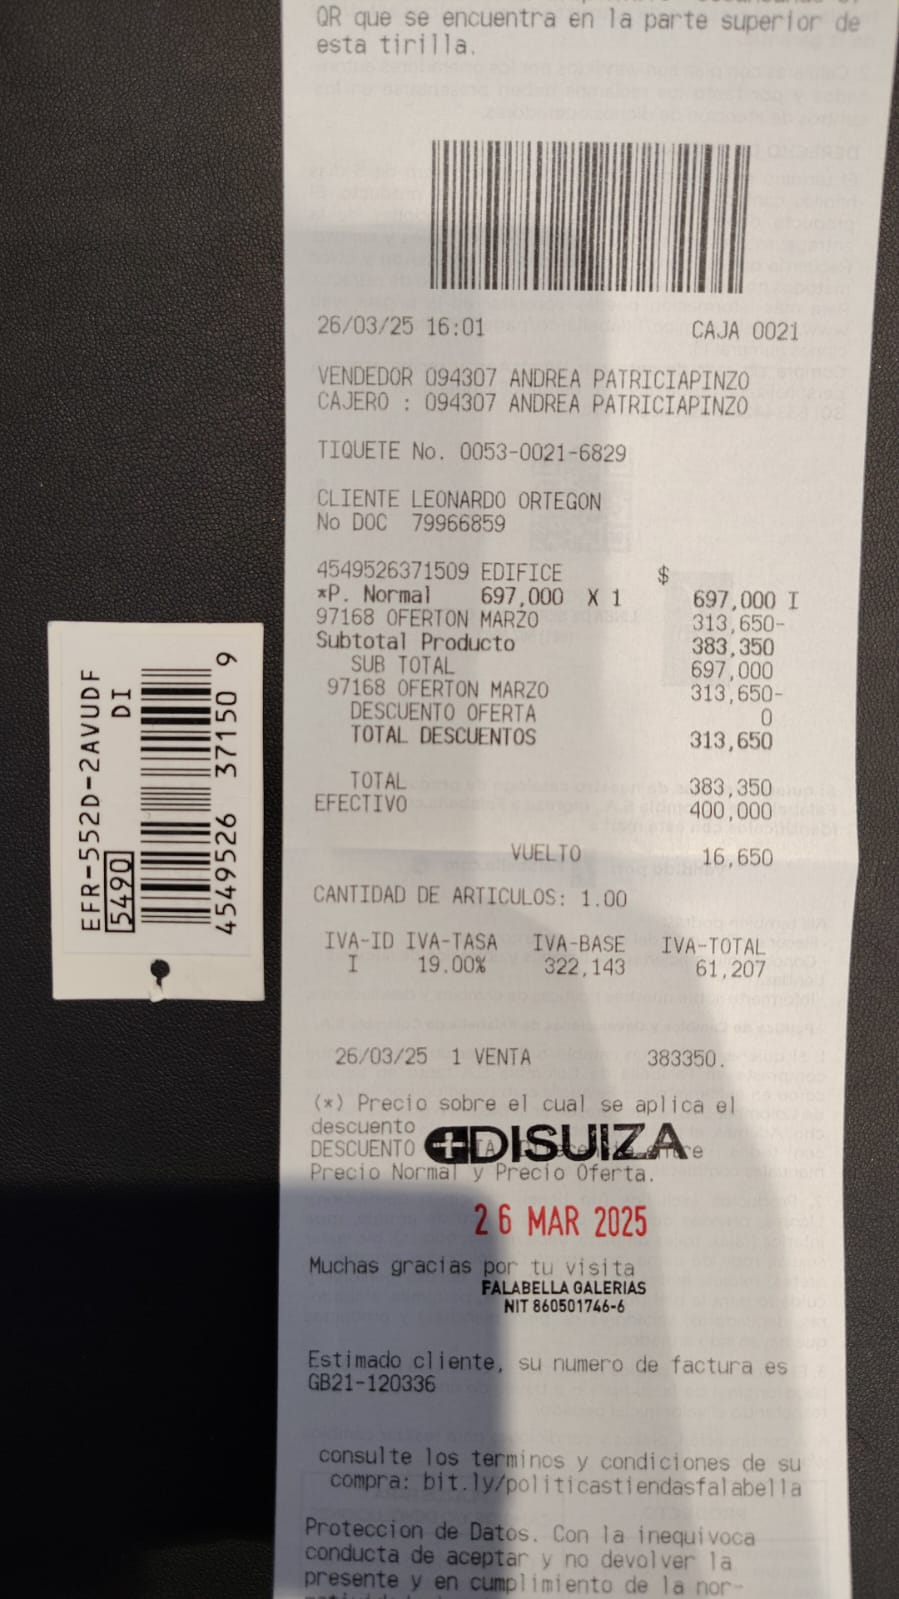 QR que se encuentra en la parte superior de
esta tirilla.
26/03/25 16:01 CAJA 0021
VENDEDOR 094307 ANDREA PATRICIAPINZO
CAJERO : 094307 ANDREA PATRICIAPINZO
TIQUETE No. 0053-0021-6829
CLIENTE LEONARDO ORTEGON
No DOC 79966859
4549526371509 EDIFICE $
*P. Normal 697,000 X 1 697,000 I
97168 OFERTON MARZO 313,650-
Subtotal Producto 383,350
SUB TOTAL 697,000
97168 OFERTON MARZO 313,650-
DESCUENTO OFERTA 0
TOTAL DESCUENTOS 313,650
TOTAL 383,350
EFECTIVO 400,000
VUELTO 16,650
CANTIDAD DE ARTICULOS: 1.00
IVA-ID IVA-TASA IVA-BASE IVA-TOTAL
I 19.00% 322,143 61,207
26/03/25 1 VENTA 383350.
(*) Precio sobre el cual se aplica el
descuento
DESCUENTO
DISUIZA
Precio Normal y Precio Oferta.
26 MAR 2025
Muchas gracias por tu visita
FALABELLA GALERIAS
NIT 860501746-6
Estimado cliente, su numero de factura es
GB21-120336
consulte los terminos y condiciones de su
compra: bit.ly/politicastiendasfalabella
Proteccion de Datos. Con la inequivoca
conducta de aceptar y no devolver la
presente y en cumplimiento de la nor-
EFR-552D-2AVUDF
DI
5490
4549526 37150 9